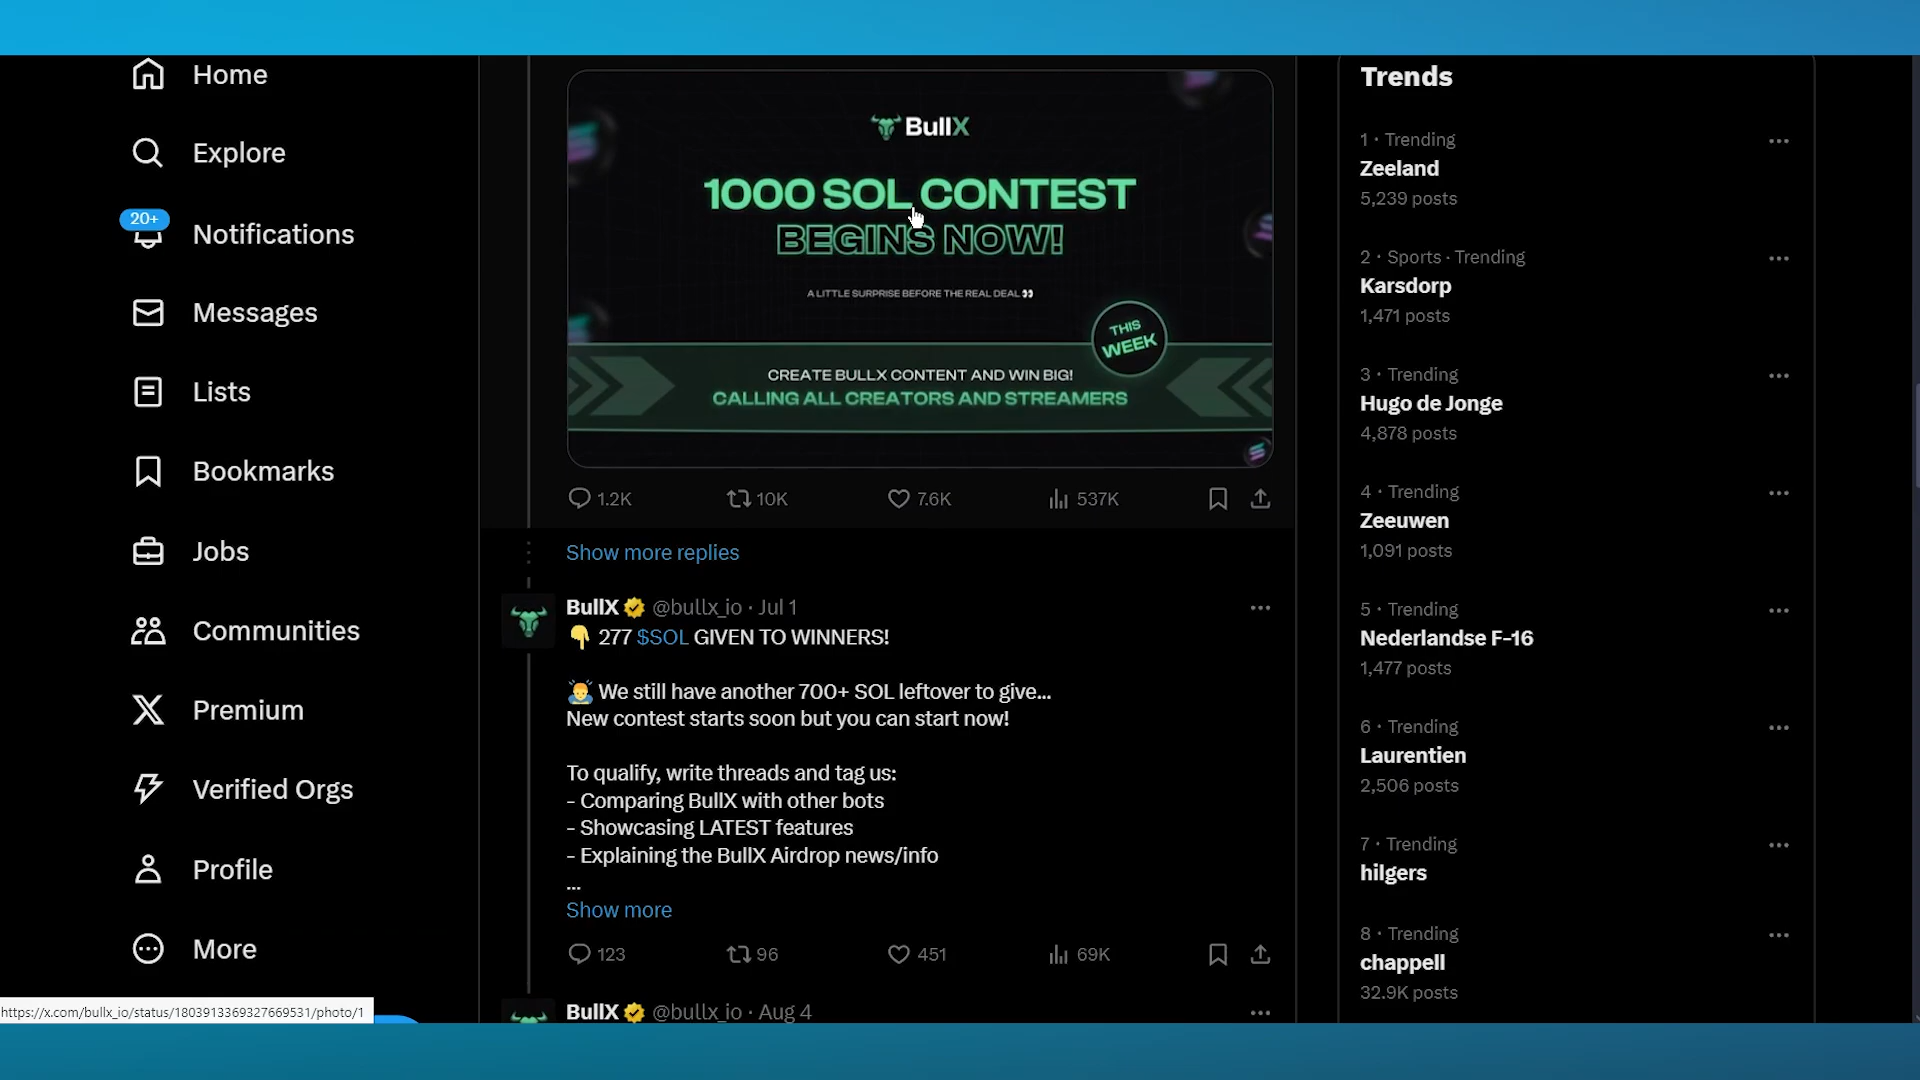 Home
Explore
20+
Notifications
Messages
Lists
Bookmarks
Jobs
Communities
Premium
Verified Orgs
Profile
More
https://x.com/bullx_io/status/1803913369327669531/photo/1
BullX
1000 SOL CONTEST
BEGINS NOW!
A LITTLE SURPRISE BEFORE THE REAL DEAL 👀
THIS
WEEK
CREATE BULLX CONTENT AND WIN BIG!
CALLING ALL CREATORS AND STREAMERS
1.2K 10K 7.6K 537K
Show more replies
BullX @bullx_io · Jul 1
👇 277 $SOL GIVEN TO WINNERS!
🙇‍♂️ We still have another 700+ SOL leftover to give...
New contest starts soon but you can start now!
To qualify, write threads and tag us:
- Comparing BullX with other bots
- Showcasing LATEST features
- Explaining the BullX Airdrop news/info
...
Show more
123 96 451 69K
BullX @bullx_io · Aug 4
Trends
1 · Trending
Zeeland
5,239 posts
2 · Sports · Trending
Karsdorp
1,471 posts
3 · Trending
Hugo de Jonge
4,878 posts
4 · Trending
Zeeuwen
1,091 posts
5 · Trending
Nederlandse F-16
1,477 posts
6 · Trending
Laurentien
2,506 posts
7 · Trending
hilgers
8 · Trending
chappell
32.9K posts